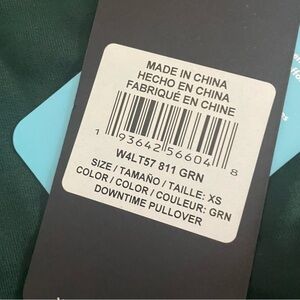 MADE IN CHINA
HECHO EN CHINA
FABRIQUÉ EN CHINE
1 93642 56604 8
W4LT57 811 GRN
SIZE / TAMAÑO / TAILLE: XS
COLOR / COLOR / COULEUR: GRN
DOWNTIME PULLOVER